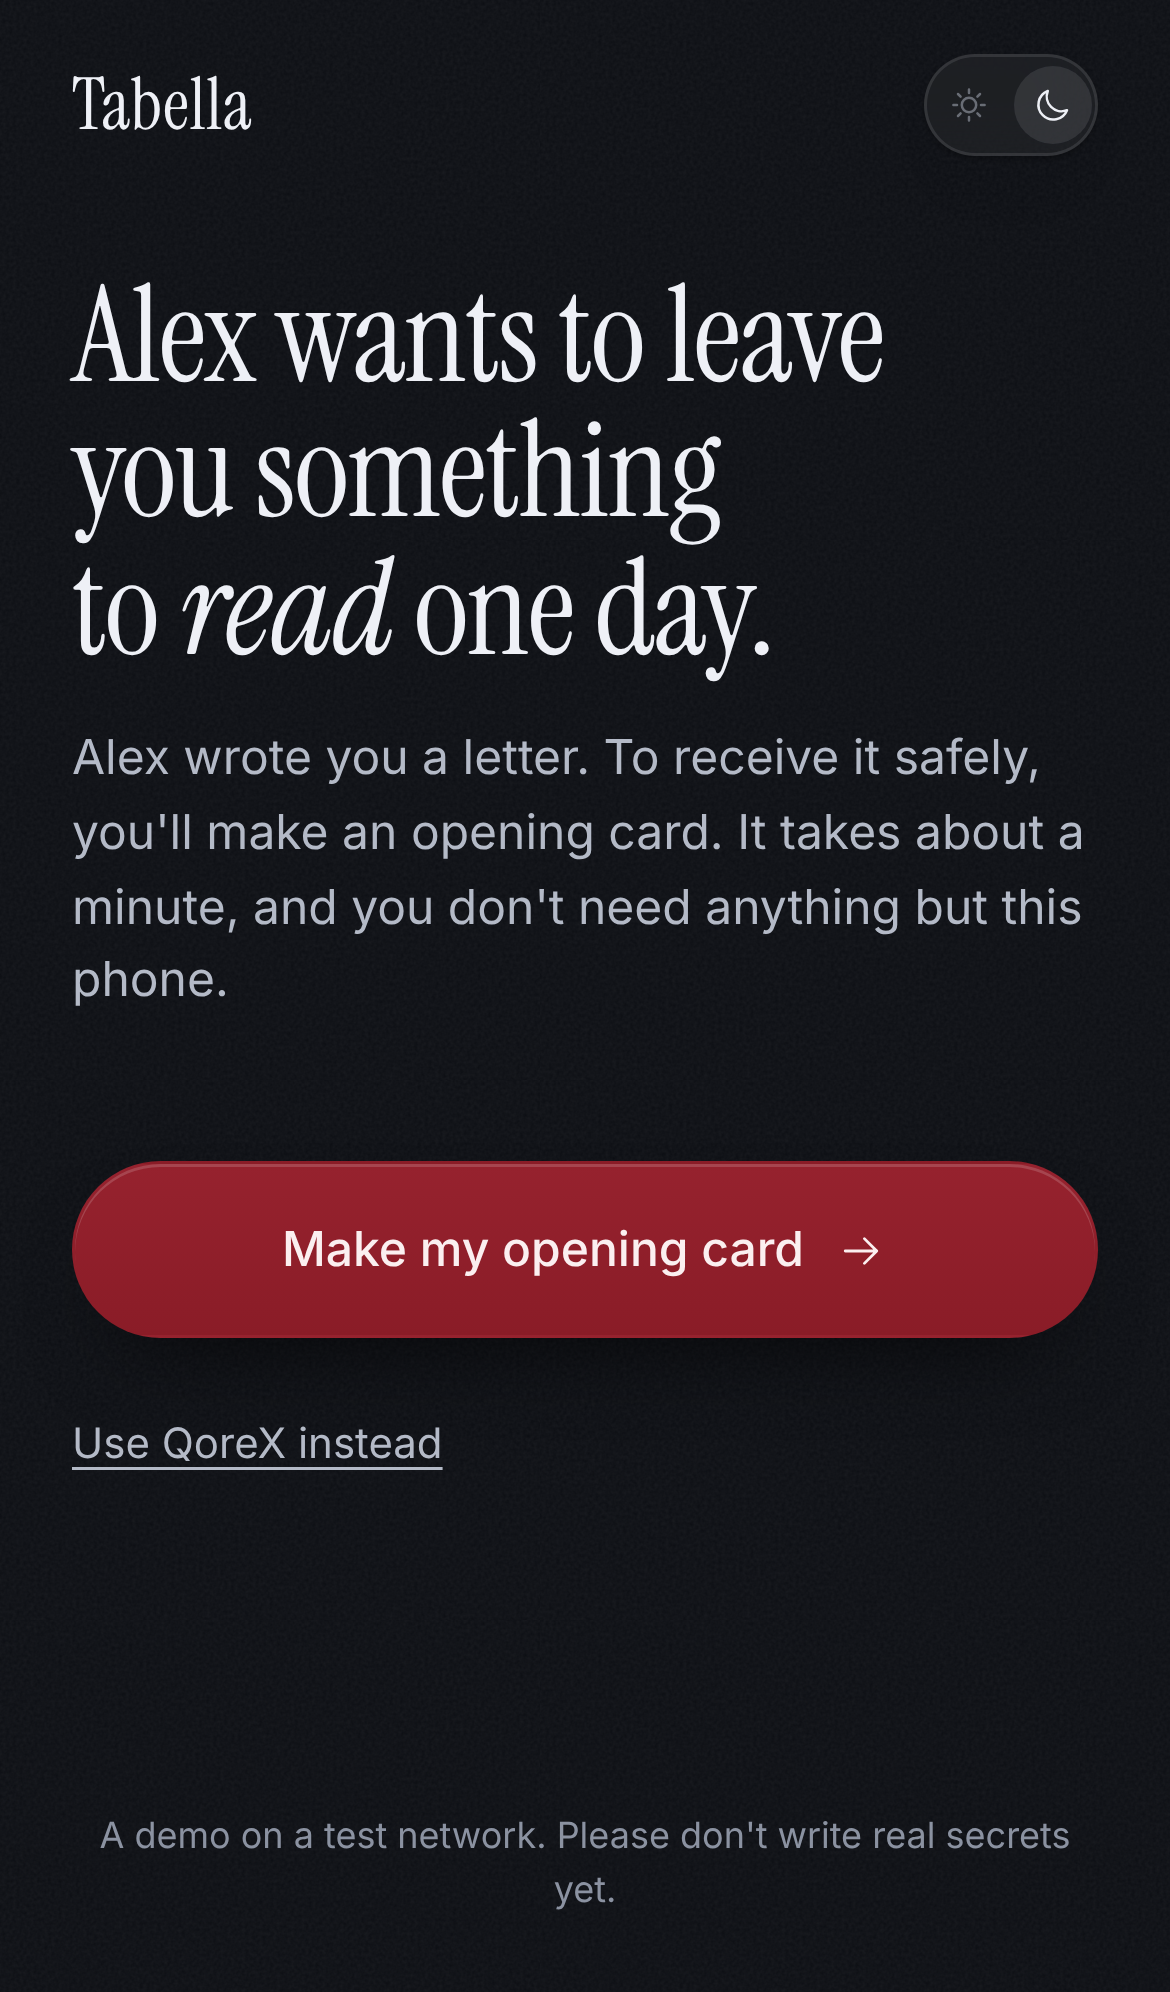 Tabella
Alex wants to leave
you something
to read one day.
Alex wrote you a letter. To receive it safely,
you'll make an opening card. It takes about a
minute, and you don't need anything but this
phone.
Make my opening card →
Use QoreX instead
A demo on a test network. Please don't write real secrets
yet.